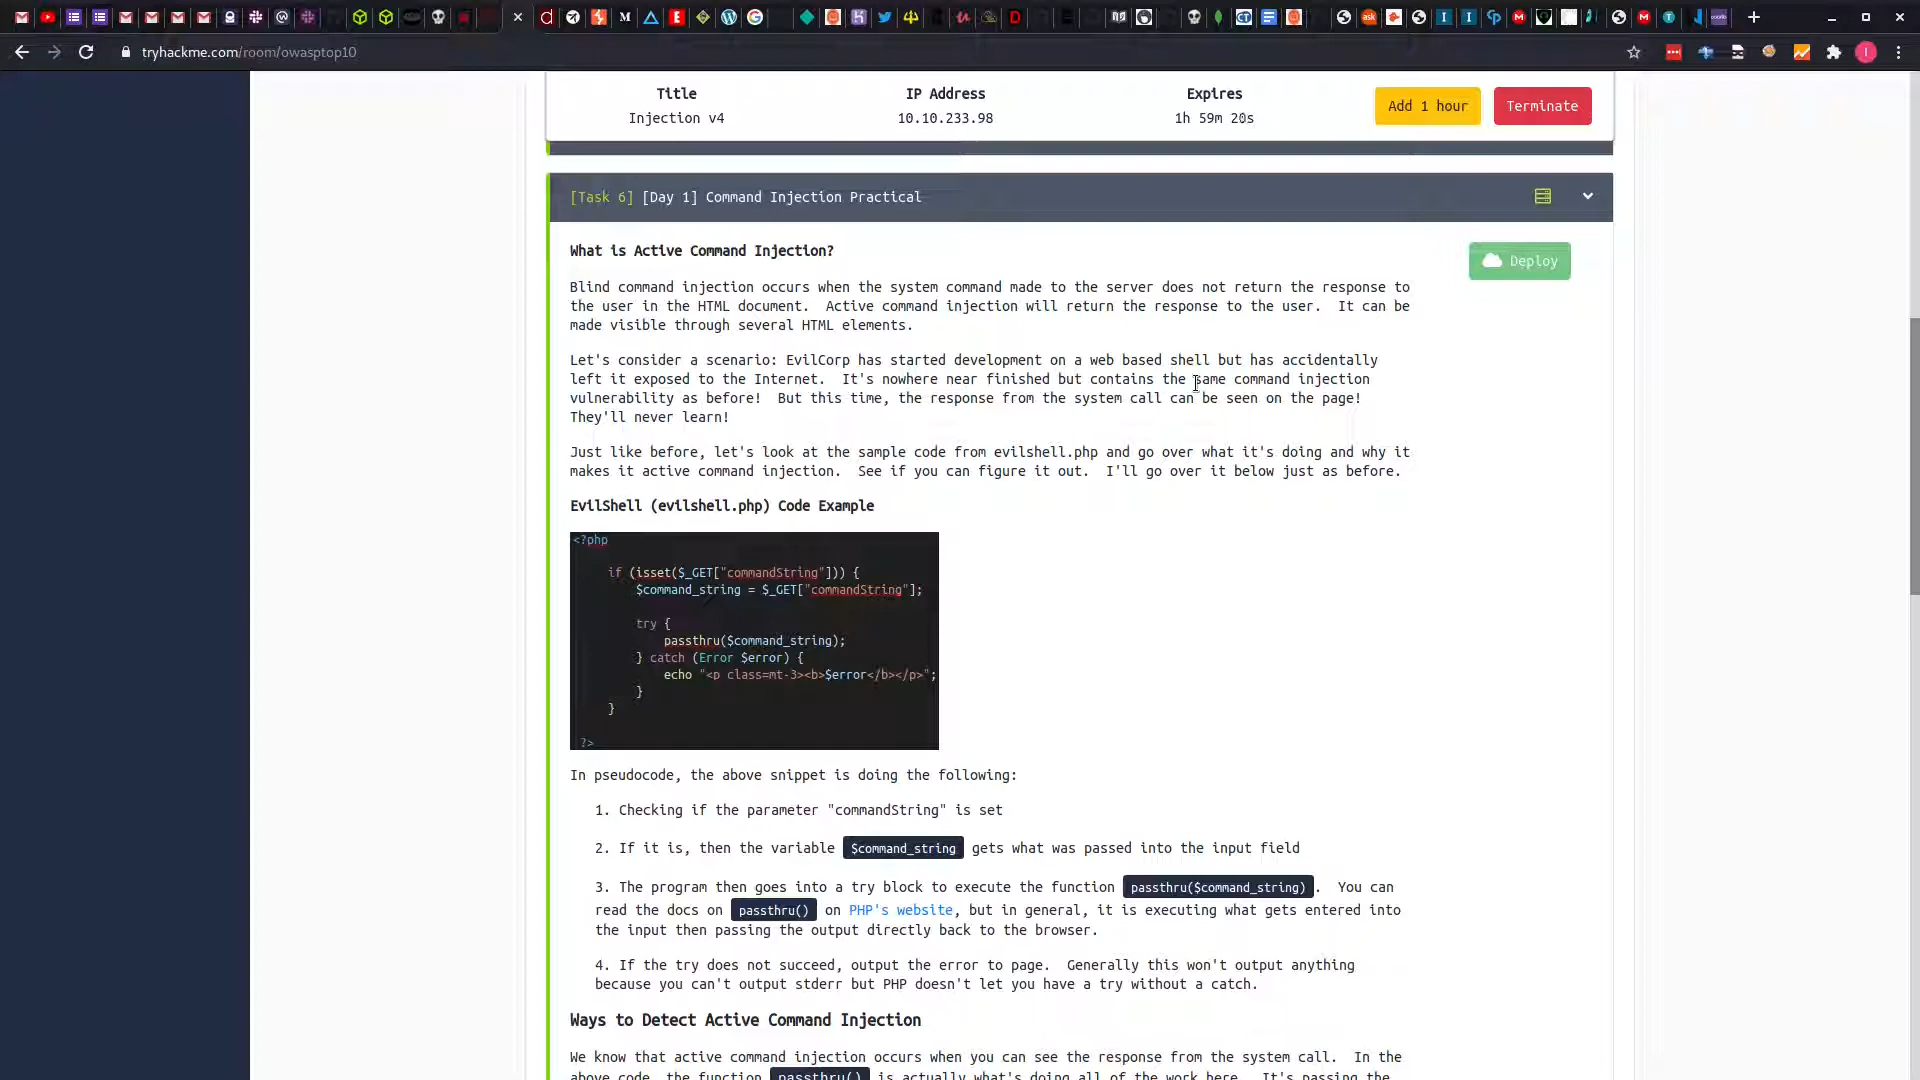 tryhackme.com/room/owasptop10
Title
IP Address
Expires
Injection v4
10.10.233.98
1h 59m 20s
Add 1 hour
Terminate
[Task 6] [Day 1] Command Injection Practical
What is Active Command Injection?
Deploy
Blind command injection occurs when the system command made to the server does not return the response to
the user in the HTML document.  Active command injection will return the response to the user.  It can be
made visible through several HTML elements.
Let's consider a scenario: EvilCorp has started development on a web based shell but has accidentally
left it exposed to the Internet.  It's nowhere near finished but contains the same command injection
vulnerability as before!  But this time, the response from the system call can be seen on the page!
They'll never learn!
Just like before, let's look at the sample code from evilshell.php and go over what it's doing and why it
makes it active command injection.  See if you can figure it out.  I'll go over it below just as before.
EvilShell (evilshell.php) Code Example
<?php
if (isset($_GET["commandString"])) {
$command_string = $_GET["commandString"];
try {
passthru($command_string);
} catch (Error $error) {
echo "<p class=mt-3><b>$error</b></p>";
}
}
?>
In pseudocode, the above snippet is doing the following:
1. Checking if the parameter "commandString" is set
2. If it is, then the variable $command_string gets what was passed into the input field
3. The program then goes into a try block to execute the function passthru($command_string).  You can
read the docs on passthru() on PHP's website, but in general, it is executing what gets entered into
the input then passing the output directly back to the browser.
4. If the try does not succeed, output the error to page.  Generally this won't output anything
because you can't output stderr but PHP doesn't let you have a try without a catch.
Ways to Detect Active Command Injection
We know that active command injection occurs when you can see the response from the system call.  In the
above code, the function passthru() is actually what's doing all of the work here.  It's passing the